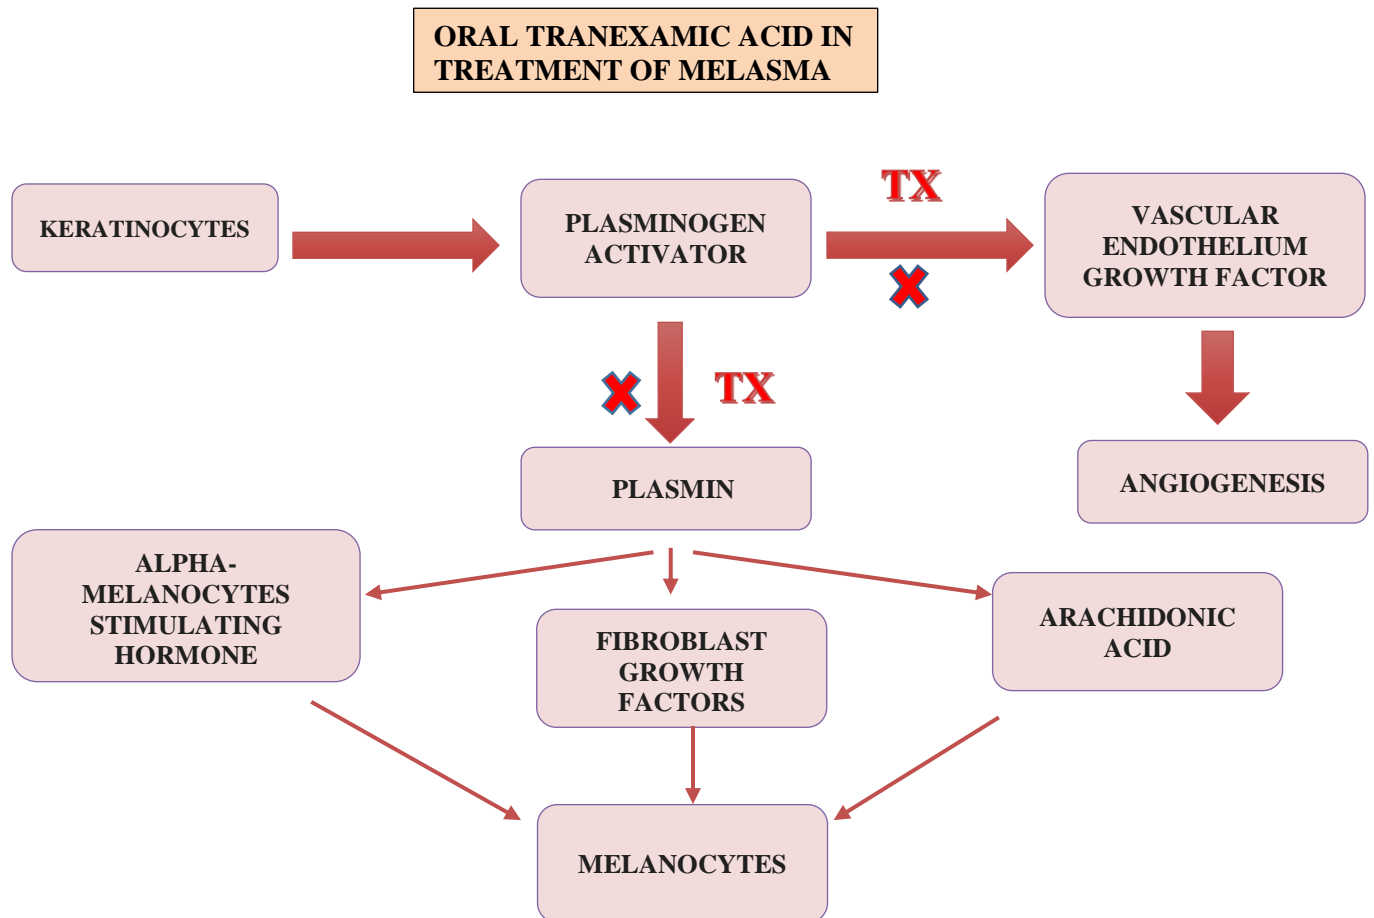 ORAL TRANEXAMIC ACID IN
TREATMENT OF MELASMA
KERATINOCYTES
PLASMINOGEN
ACTIVATOR
TX
VASCULAR
ENDOTHELIUM
GROWTH FACTOR
TX
PLASMIN
ANGIOGENESIS
ALPHA-
MELANOCYTES
STIMULATING
HORMONE
FIBROBLAST
GROWTH
FACTORS
ARACHIDONIC
ACID
MELANOCYTES